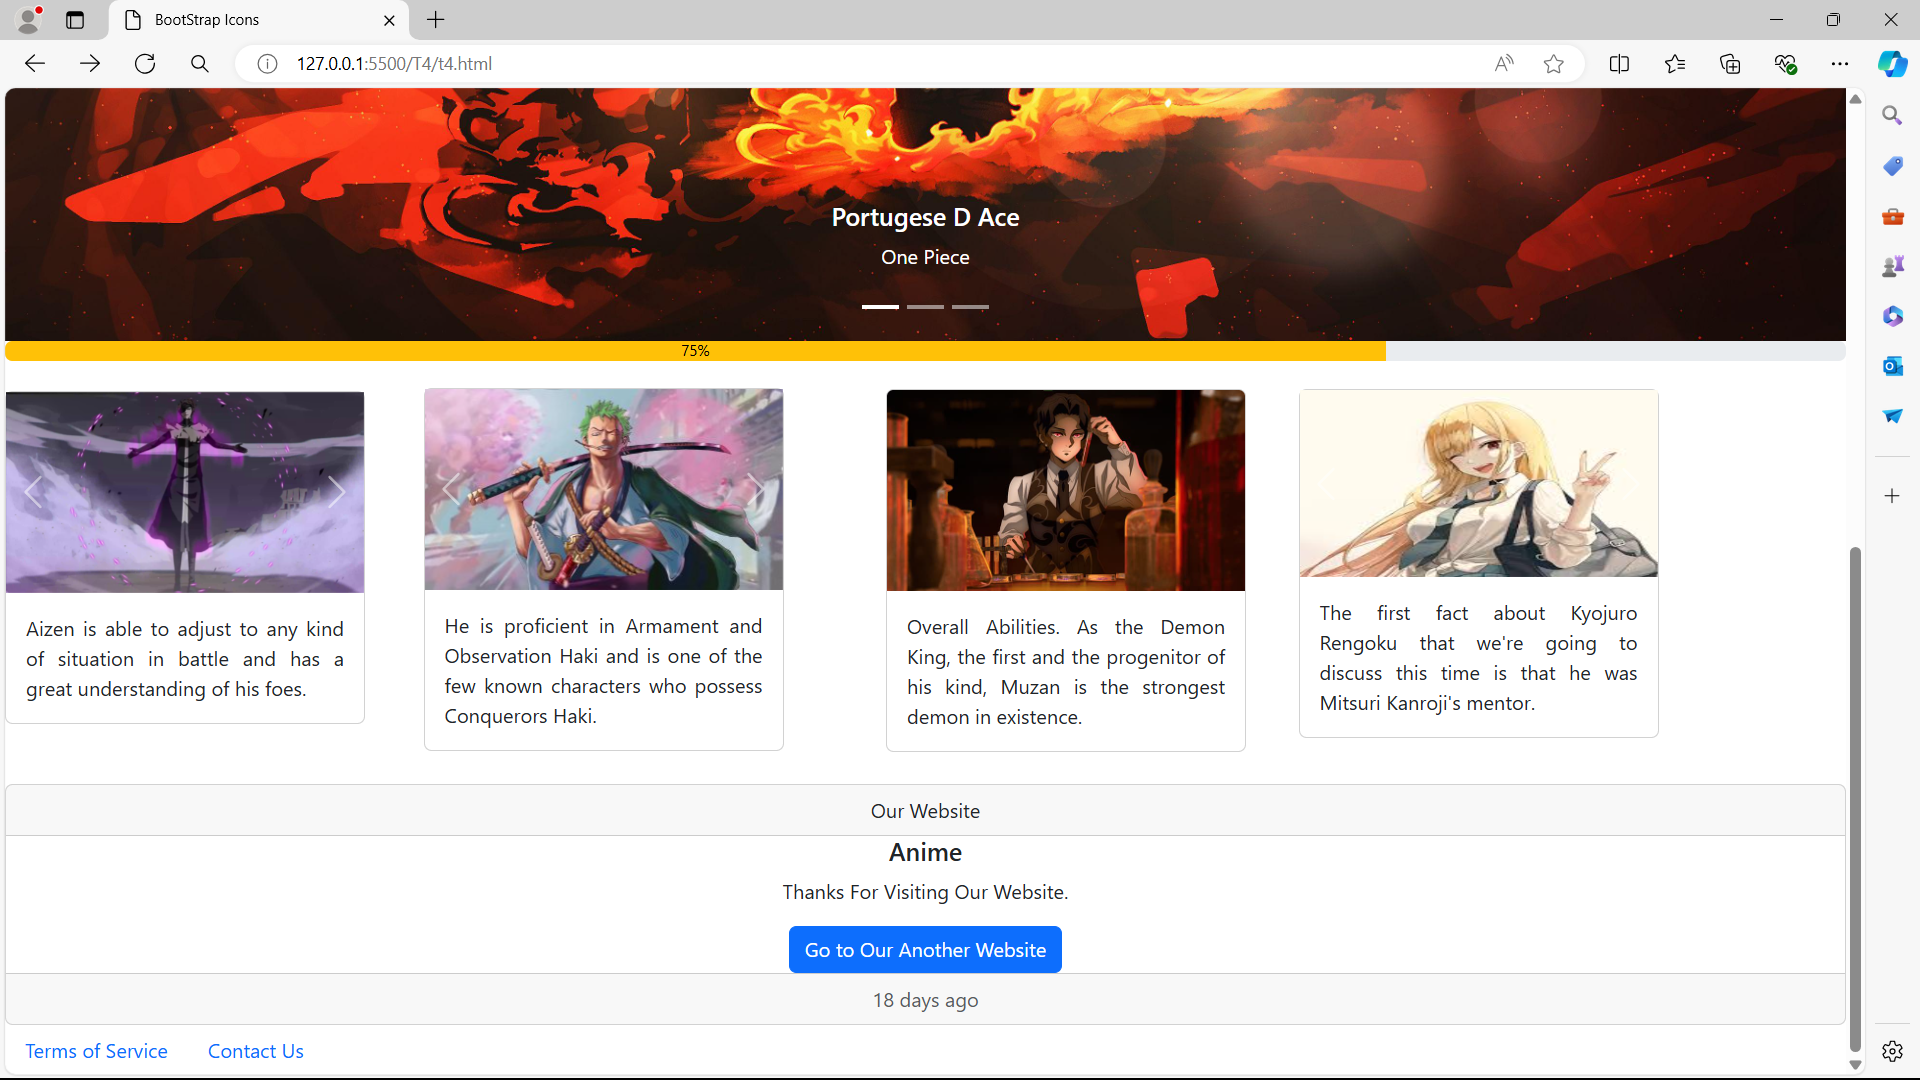 BootStrap Icons
127.0.0.1:5500/T4/t4.html
Portugese D Ace
One Piece
75%
Aizen is able to adjust to any kind
of situation in battle and has a
great understanding of his foes.
He is proficient in Armament and
Observation Haki and is one of the
few known characters who possess
Conquerors Haki.
Overall Abilities. As the Demon
King, the first and the progenitor of
his kind, Muzan is the strongest
demon in existence.
The first fact about Kyojuro
Rengoku that we're going to
discuss this time is that he was
Mitsuri Kanroji's mentor.
Our Website
Anime
Thanks For Visiting Our Website.
Go to Our Another Website
18 days ago
Terms of Service
Contact Us